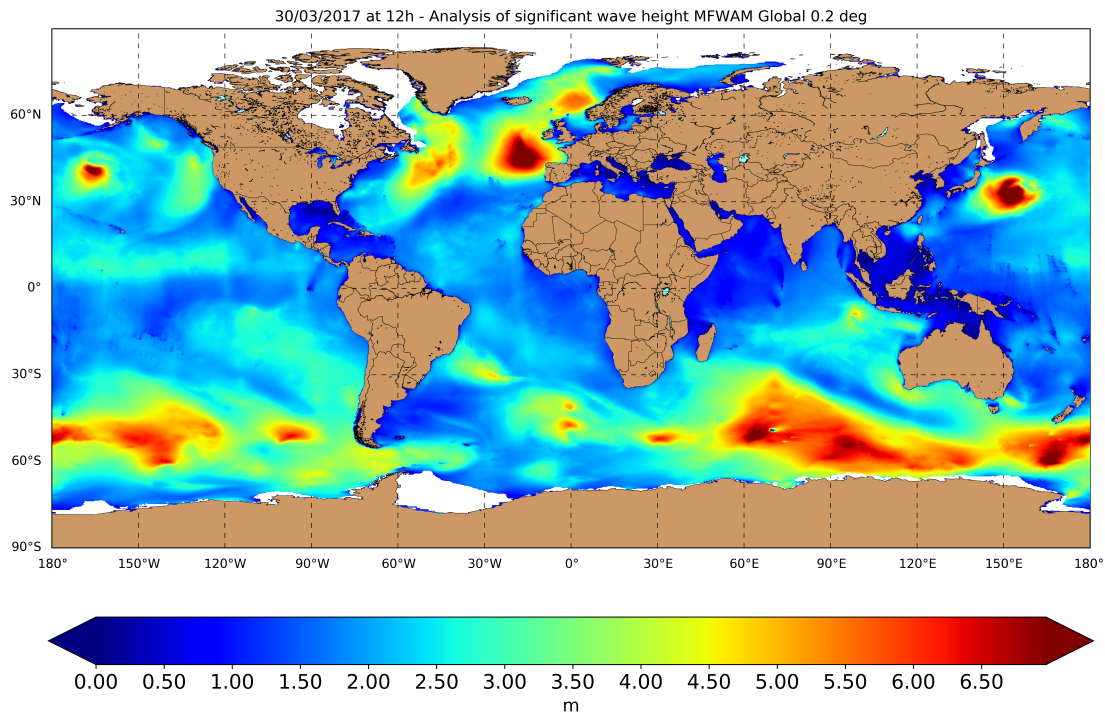 30/03/2017 at 12h - Analysis of significant wave height MFWAM Global 0.2 deg
60°N
30°N
0°
30°S
60°S
90°S
180° 150°W 120°W 90°W 60°W 30°W 0° 30°E 60°E 90°E 120°E 150°E 180°
0.00 0.50 1.00 1.50 2.00 2.50 3.00 3.50 4.00 4.50 5.00 5.50 6.00 6.50
m